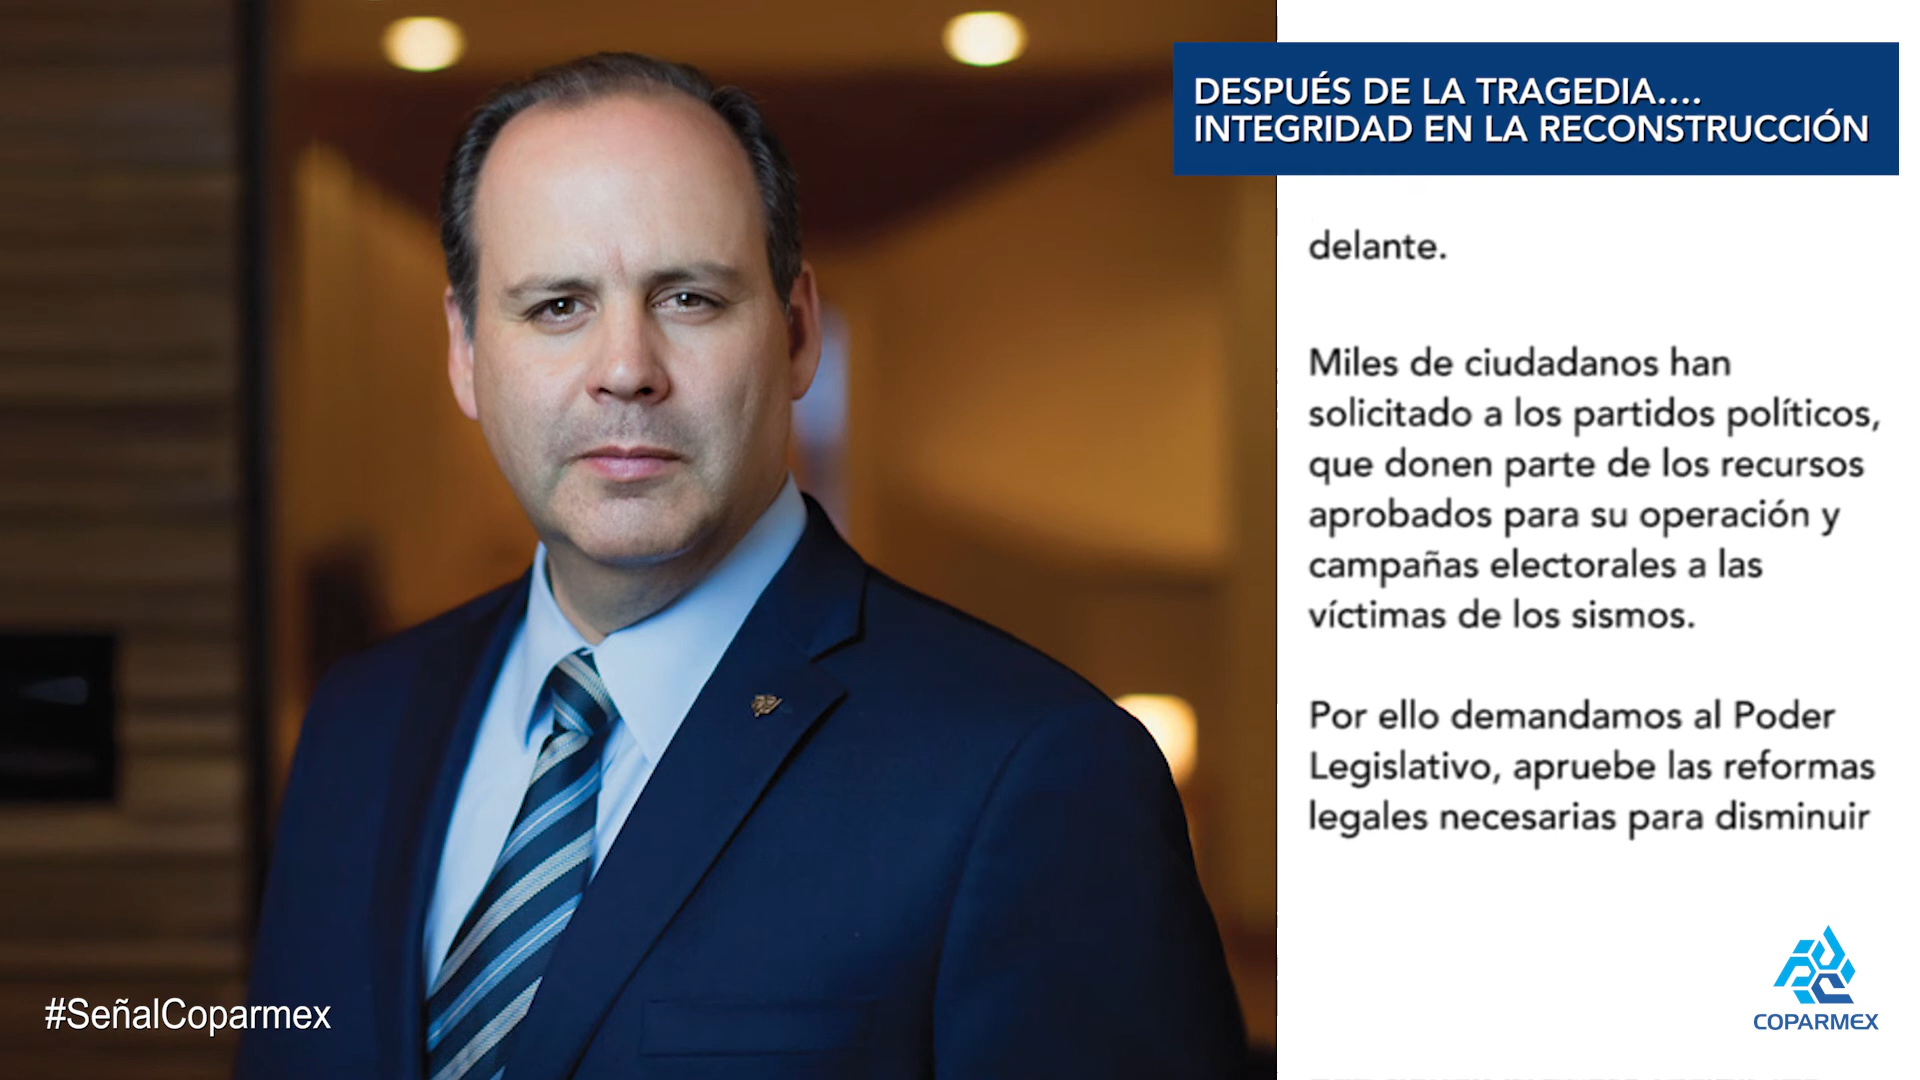 DESPUÉS DE LA TRAGEDIA....
INTEGRIDAD EN LA RECONSTRUCCIÓN
delante.
Miles de ciudadanos han
solicitado a los partidos políticos,
que donen parte de los recursos
aprobados para su operación y
campañas electorales a las
víctimas de los sismos.
Por ello demandamos al Poder
Legislativo, apruebe las reformas
legales necesarias para disminuir
#SeñalCoparmex
COPARMEX